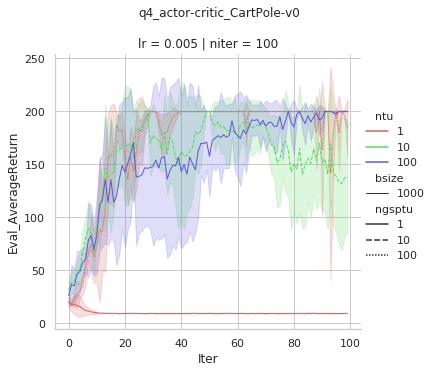 q4_actor-critic_CartPole-v0
lr = 0.005 | niter = 100
250
200
150
100
50
0
Eval_AverageReturn
0
20
40
60
80
100
Iter
ntu
1
10
100
bsize
1000
ngsptu
1
10
100